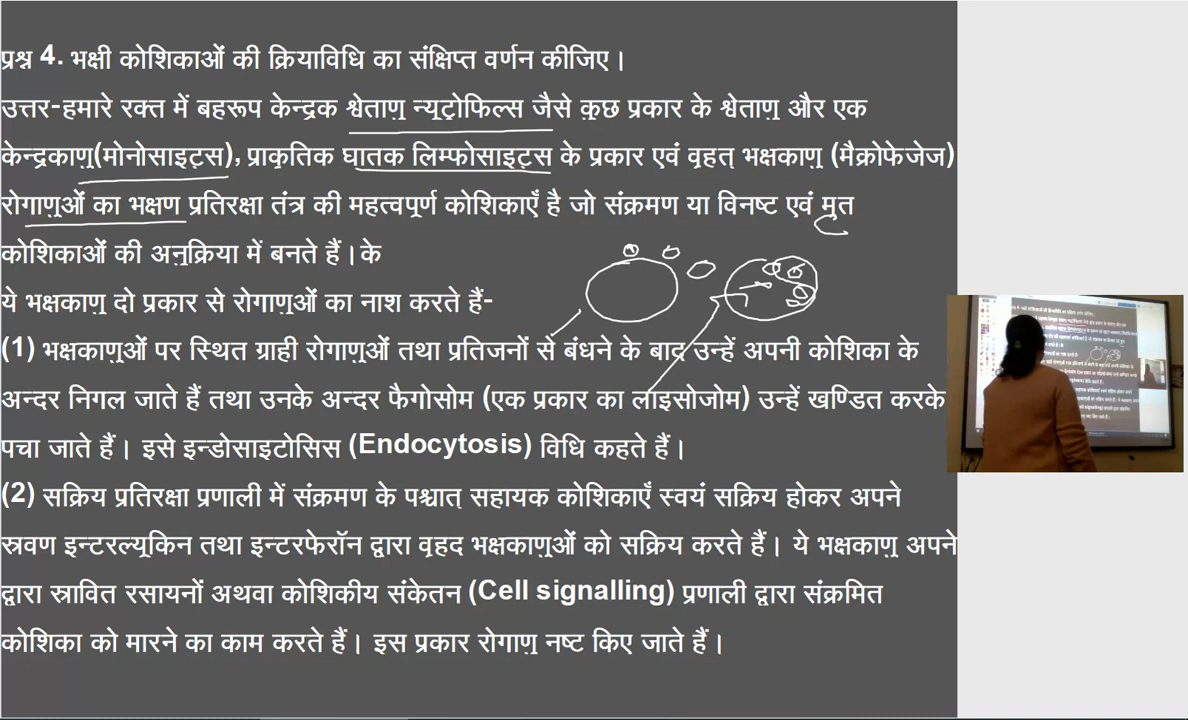 प्रश्न 4. भक्षी कोशिकाओं की क्रियाविधि का संक्षिप्त वर्णन कीजिए।
उत्तर-हमारे रक्त में बहरूप केन्द्रक श्वेताणु न्यूट्रोफिल्स जैसे कुछ प्रकार के श्वेताणु और एक
केन्द्रकाणु(मोनोसाइट्स), प्राकृतिक घातक लिम्फोसाइट्स के प्रकार एवं वृहत् भक्षकाणु (मैक्रोफेजेज)
रोगाणुओं का भक्षण प्रतिरक्षा तंत्र की महत्वपूर्ण कोशिकाएँ है जो संक्रमण या विनष्ट एवं मृत
कोशिकाओं की अनुक्रिया में बनते हैं। के
ये भक्षकाणु दो प्रकार से रोगाणुओं का नाश करते हैं-
(1) भक्षकाणुओं पर स्थित ग्राही रोगाणुओं तथा प्रतिजनों से बंधने के बाद उन्हें अपनी कोशिका के
अन्दर निगल जाते हैं तथा उनके अन्दर फैगोसोम (एक प्रकार का लाइसोजोम) उन्हें खण्डित करके
पचा जाते हैं। इसे इन्डोसाइटोसिस (Endocytosis) विधि कहते हैं।
(2) सक्रिय प्रतिरक्षा प्रणाली में संक्रमण के पश्चात् सहायक कोशिकाएँ स्वयं सक्रिय होकर अपने
स्रवण इन्टरल्यूकिन तथा इन्टरफेरॉन द्वारा वृहद भक्षकाणुओं को सक्रिय करते हैं। ये भक्षकाणु अपने
द्वारा स्रावित रसायनों अथवा कोशिकीय संकेतन (Cell signalling) प्रणाली द्वारा संक्रमित
कोशिका को मारने का काम करते हैं। इस प्रकार रोगाणु नष्ट किए जाते हैं।